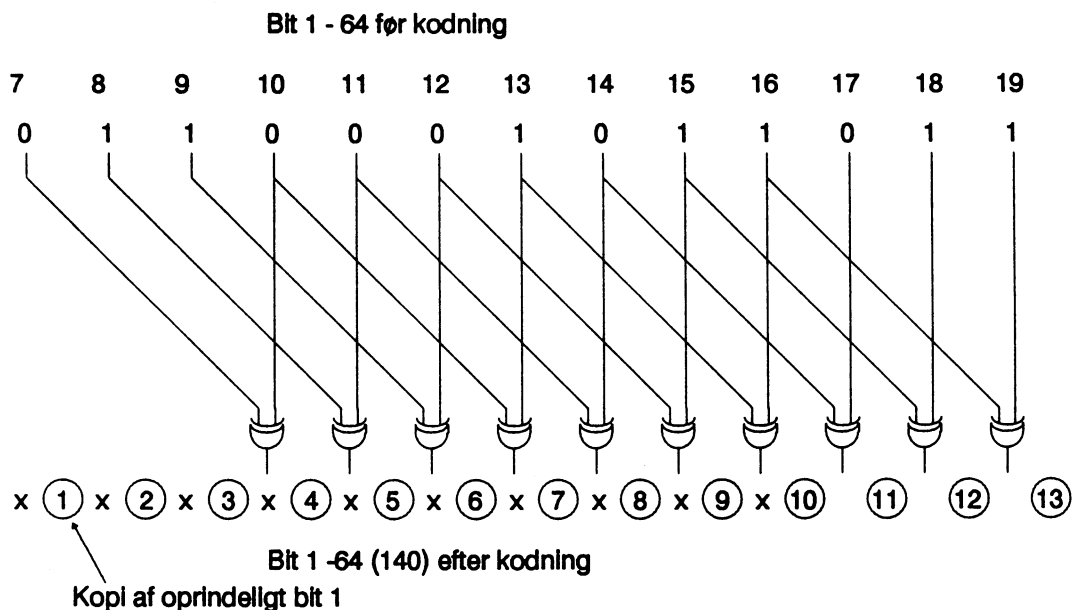 Bit 1 - 64 før kodning
7 8 9 10 11 12 13 14 15 16 17 18 19
0 1 1 0 0 0 1 0 1 1 0 1 1
x 1 x 2 x 3 x 4 x 5 x 6 x 7 x 8 x 9 x 10 11 12 13
Bit 1 -64 (140) efter kodning
Kopi af oprindeligt bit 1